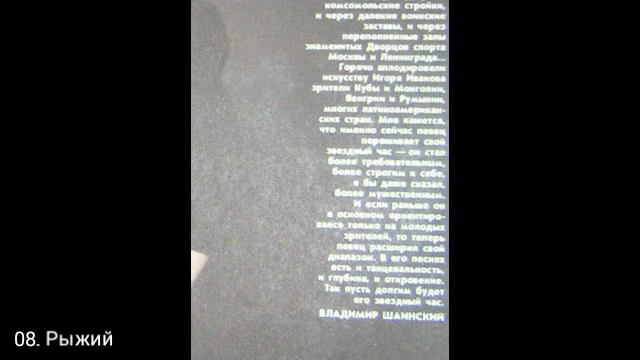 комсомольские стройки,
и через далекие воинские
заставы, и через
переполненные залы
знаменитых Дворцов спорта
Москвы и Ленинграда...
Горячо аплодировали
искусству Игоря Иванова
зрители Кубы и Монголии,
Венгрии и Румынии,
многих латиноамерикан-
ских стран. Мне кажется,
что именно сейчас певец
переживает свой
звездный час — он стал
более требовательным,
более строгим к себе,
я бы даже сказал,
более мужественным.
И если раньше он
в основном ориентиро-
вался только на молодых
зрителей, то теперь
певец расширил свой
диапазон. В его песнях
есть и танцевальность,
и глубина, и откровение.
Так пусть долгим будет
его звездный час.
ВЛАДИМИР ШАИНСКИЙ
08. Рыжий